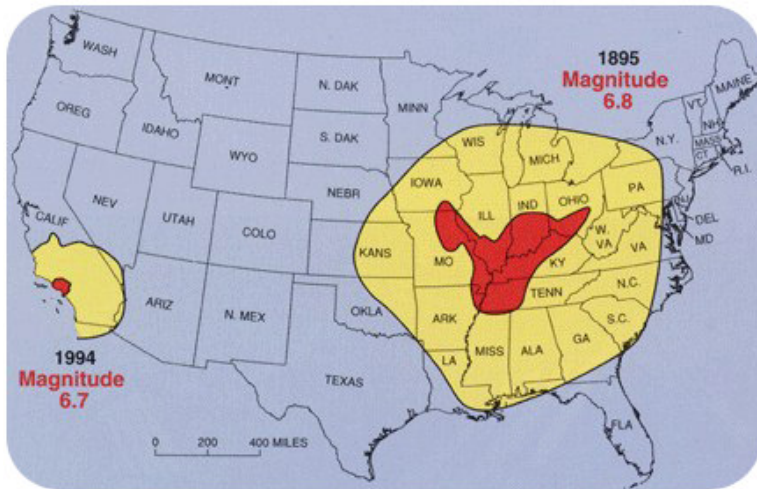 WASH
MONT
N. DAK
MINN
1895
Magnitude
6.8
MAINE
VT
NH
OREG
IDAHO
WYO
S. DAK
WIS
MICH
N.Y.
MASS
CT
R.I.
NEV
UTAH
COLO
NEBR
IOWA
ILL
IND
OHIO
PA
NJ
DEL
MD
CALIF
KANS
MO
KY
W.
VA
VA
ARIZ
N. MEX
OKLA
ARK
TENN
N.C.
S.C.
1994
Magnitude
6.7
TEXAS
LA
MISS
ALA
GA
FLA
0 200 400 MILES